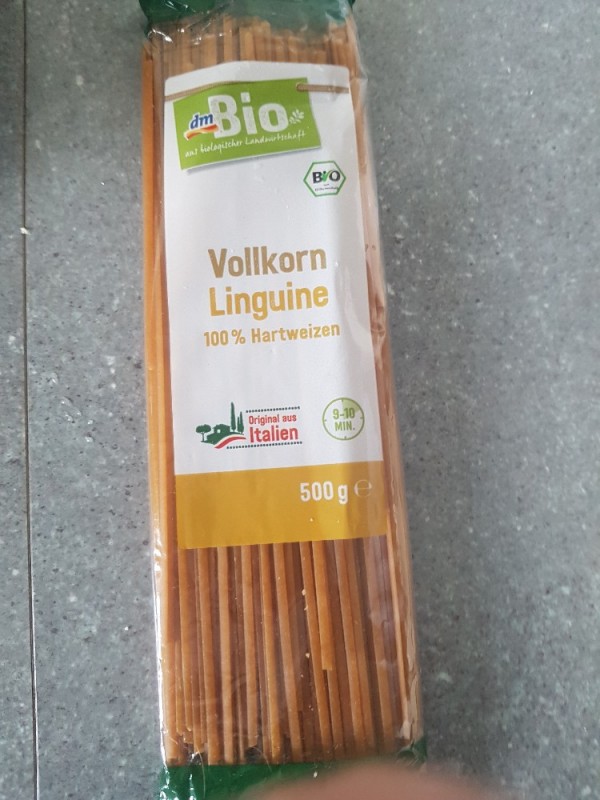 dm
Bio
aus biologischer Landwirtschaft
BIO
Vollkorn
Linguine
100% Hartweizen
Original aus
Italien
9-10
MIN.
500 g ℮